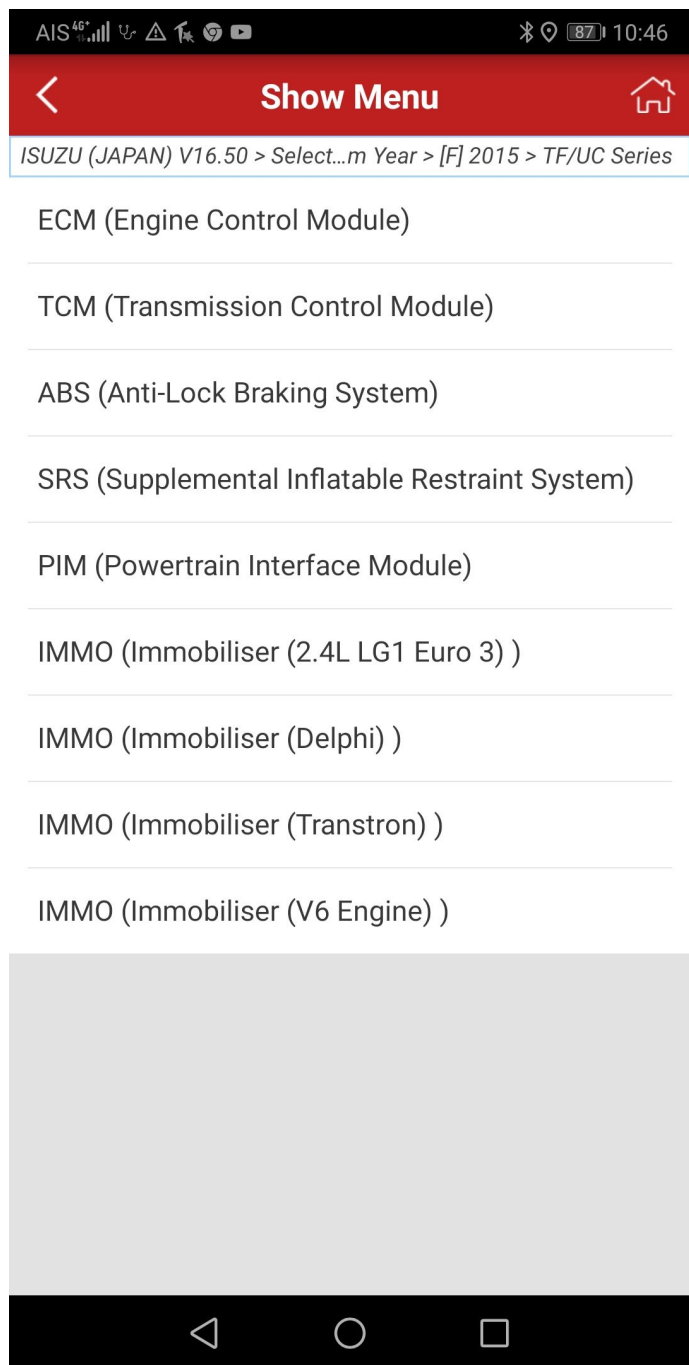 AIS 4G+ 87 10:46
Show Menu
ISUZU (JAPAN) V16.50 > Select...m Year > [F] 2015 > TF/UC Series
ECM (Engine Control Module)
TCM (Transmission Control Module)
ABS (Anti-Lock Braking System)
SRS (Supplemental Inflatable Restraint System)
PIM (Powertrain Interface Module)
IMMO (Immobiliser (2.4L LG1 Euro 3) )
IMMO (Immobiliser (Delphi) )
IMMO (Immobiliser (Transtron) )
IMMO (Immobiliser (V6 Engine) )